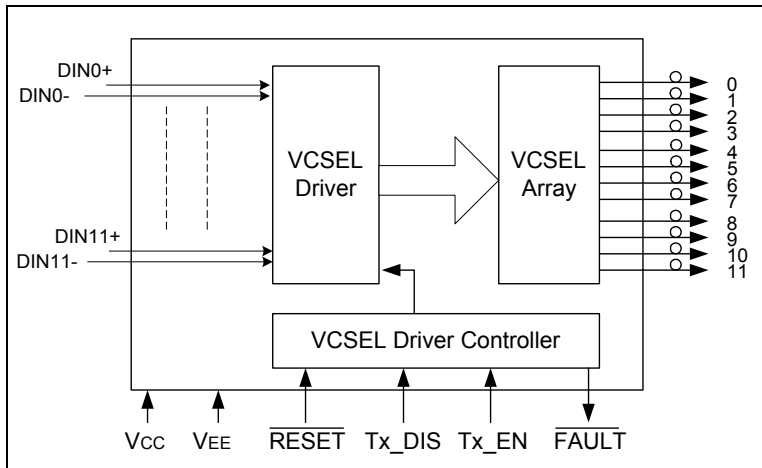 DIN0+
DIN0-
DIN11+
DIN11-
VCSEL
Driver
VCSEL
Array
0
1
2
3
4
5
6
7
8
9
10
11
VCSEL Driver Controller
VCC
VEE
RESET
Tx_DIS
Tx_EN
FAULT